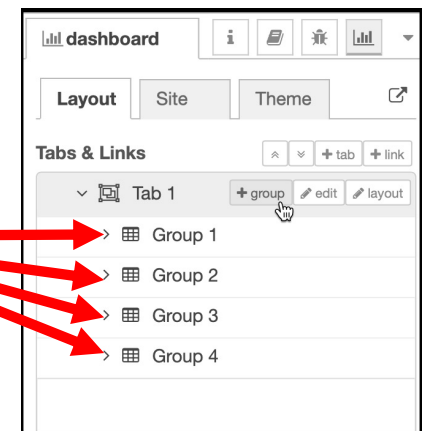 dashboard i
Layout Site Theme
Tabs & Links + tab + link
Tab 1 + group edit layout
Group 1
Group 2
Group 3
Group 4